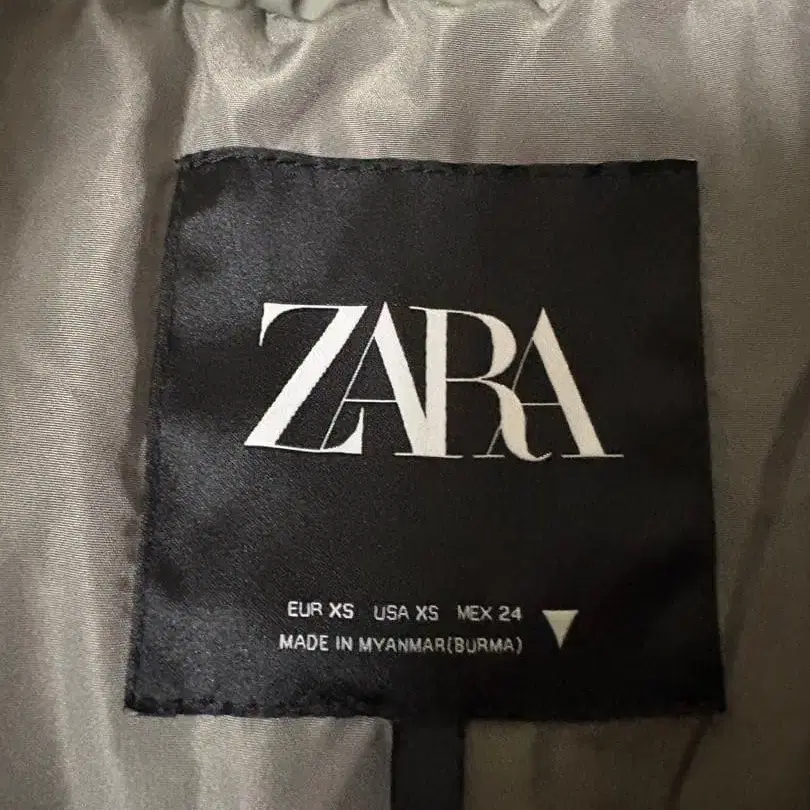 ZARA
EUR XS USA XS MEX 24
MADE IN MYANMAR(BURMA)